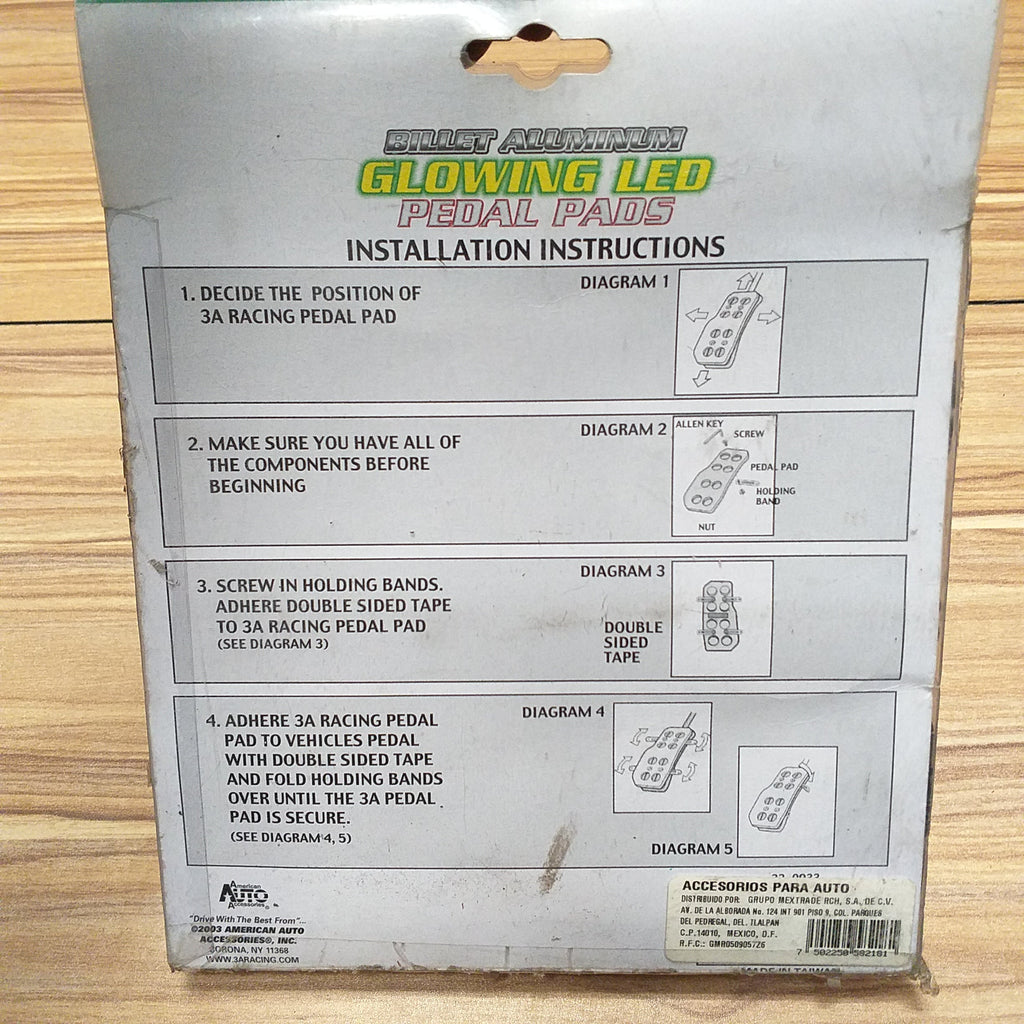 BILLET ALUMINUM
GLOWING LED
PEDAL PADS
INSTALLATION INSTRUCTIONS
1. DECIDE THE POSITION OF
3A RACING PEDAL PAD
DIAGRAM 1
2. MAKE SURE YOU HAVE ALL OF
THE COMPONENTS BEFORE
BEGINNING
DIAGRAM 2
ALLEN KEY
SCREW
PEDAL PAD
HOLDING
BAND
NUT
3. SCREW IN HOLDING BANDS.
ADHERE DOUBLE SIDED TAPE
TO 3A RACING PEDAL PAD
(SEE DIAGRAM 3)
DIAGRAM 3
DOUBLE
SIDED
TAPE
4. ADHERE 3A RACING PEDAL
PAD TO VEHICLES PEDAL
WITH DOUBLE SIDED TAPE
AND FOLD HOLDING BANDS
OVER UNTIL THE 3A PEDAL
PAD IS SECURE.
(SEE DIAGRAM 4, 5)
DIAGRAM 4
DIAGRAM 5
American
AUTO
Accessories
"Drive With The Best From"...
©2003 AMERICAN AUTO
ACCESSORIES®, INC.
CORONA, NY 11368
WWW.3ARACING.COM
ACCESORIOS PARA AUTO
DISTRIBUIDO POR: GRUPO MEXTRADE RCH, S.A. DE C.V.
AV. DE LA ALBORADA No. 124 INT 901 PISO 9, COL. PARQUES
DEL PEDREGAL, DEL. TLALPAN
C.P. 14010, MEXICO, D.F.
R.F.C.: GMR0509057Z6
7 502250 582181
MADE IN TAIWAN